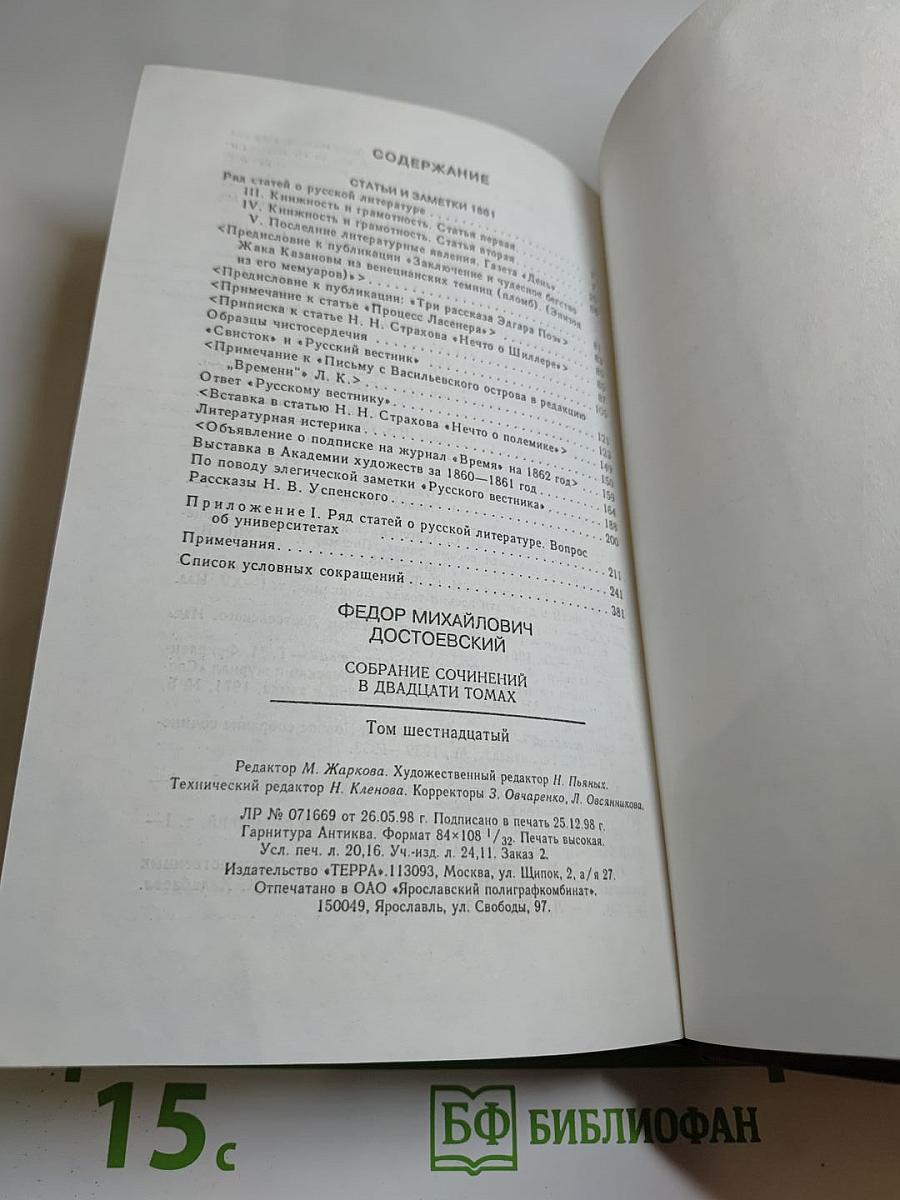 СОДЕРЖАНИЕ
СТАТЬИ И ЗАМЕТКИ 1861
Ряд статей о русской литературе
III. Книжность и грамотность. Статья первая
IV. Книжность и грамотность. Статья вторая
V. Последние литературные явления. Газета «День»
<Предисловие к публикации «Заключение и чудесное бегство
Жака Казановы из венецианских темниц (пломб). (Эпизод
из его мемуаров)»>
<Предисловие к публикации: «Три рассказа Эдгара Поэ»>
<Примечание к статье «Процесс Ласенера»>
<Приписка к статье Н. Н. Страхова «Нечто о Шиллере»>
Образцы чистосердечия
«Свисток» и «Русский вестник»
<Примечание к «Письму с Васильевского острова в редакцию
„Времени“» Л. К.>
Ответ «Русскому вестнику» 
<Вставка в статью Н. Н. Страхова «Нечто о полемике»>
Литературная истерика
<Объявление о подписке на журнал «Время» на 1862 год>
Выставка в Академии художеств за 1860—1861 год
По поводу элегической заметки «Русского вестника» 188
Рассказы Н. В. Успенского 200
Приложение I. Ряд статей о русской литературе. Вопрос
об университетах 211
Примечания 241
Список условных сокращений 381
ФЕДОР МИХАЙЛОВИЧ
ДОСТОЕВСКИЙ
СОБРАНИЕ СОЧИНЕНИЙ
В ДВАДЦАТИ ТОМАХ
Том шестнадцатый
Редактор М. Жаркова. Художественный редактор Н. Пьяных.
Технический редактор Н. Кленова. Корректоры З. Овчаренко, Л. Овсянникова.
ЛР № 071669 от 26.05.98 г. Подписано в печать 25.12.98 г.
Гарнитура Антиква. Формат 84×108 1/32. Печать высокая.
Усл. печ. л. 20,16. Уч.-изд. л. 24,11. Заказ 2.
Издательство «ТЕРРА».113093, Москва, ул. Щипок, 2, а/я 27.
Отпечатано в ОАО «Ярославский полиграфкомбинат».
150049, Ярославль, ул. Свободы, 97.
15 с
БФ БИБЛИОФАН